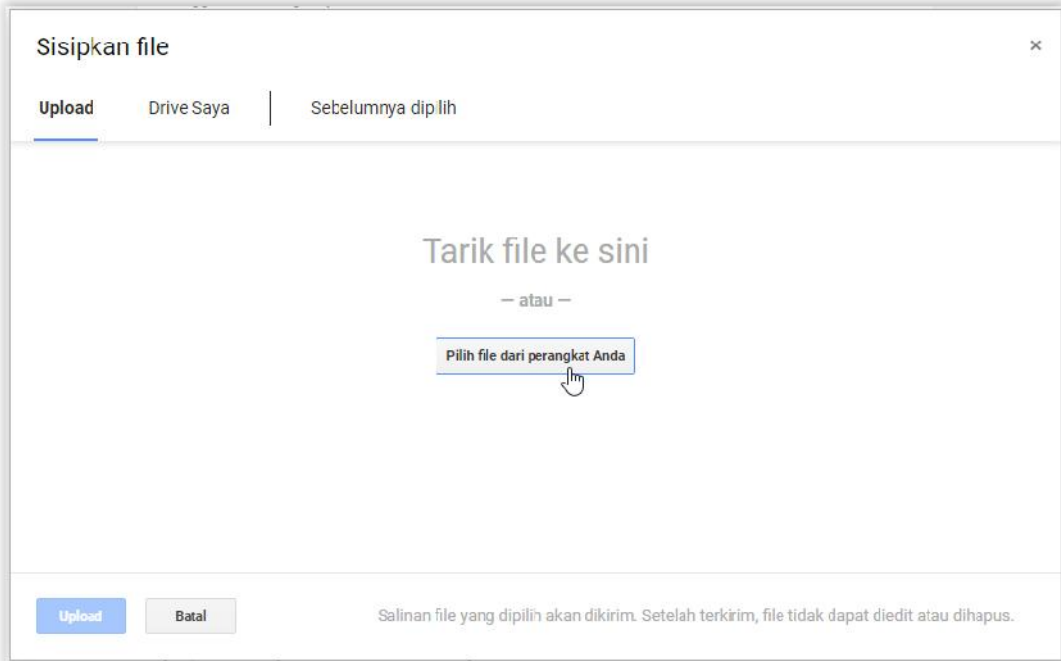 Sisipkan file
×
Upload Drive Saya Sebelumnya dipilih
Tarik file ke sini
— atau —
Pilih file dari perangkat Anda
Upload Batal Salinan file yang dipilih akan dikirim. Setelah terkirim, file tidak dapat diedit atau dihapus.